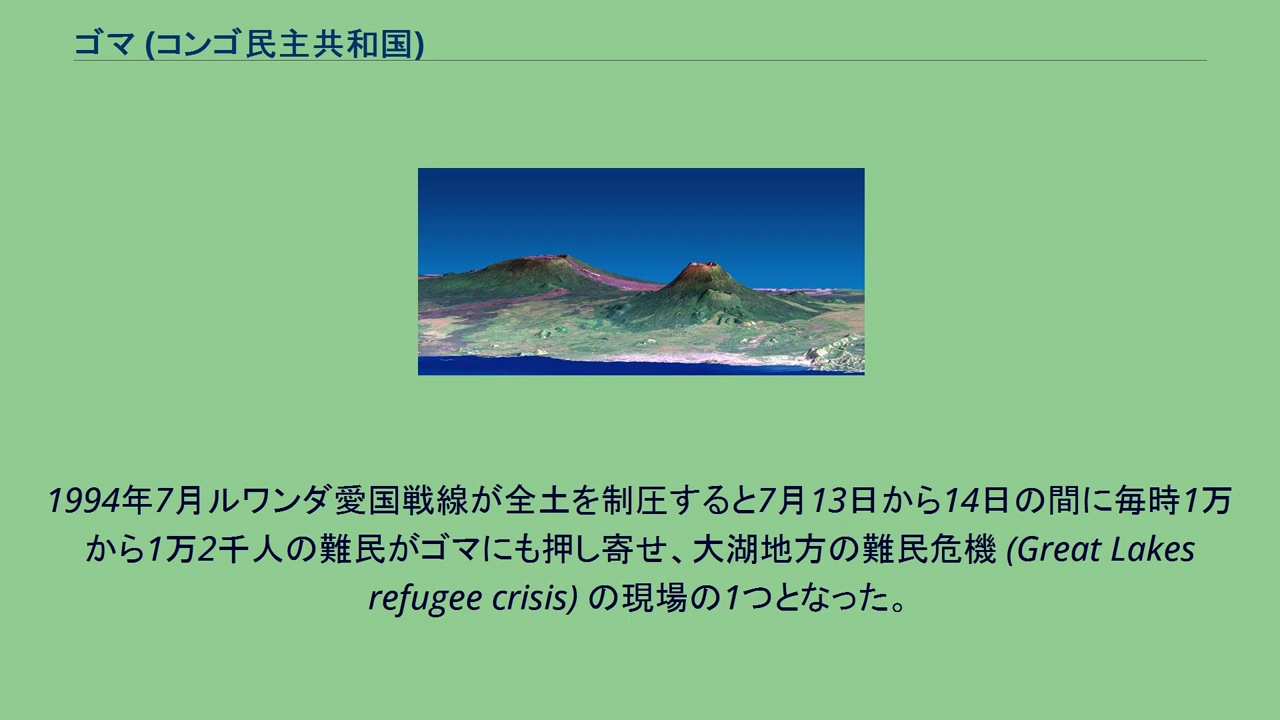 ゴマ (コンゴ民主共和国)
1994年7月ルワンダ愛国戦線が全土を制圧すると7月13日から14日の間に毎時1万
から1万2千人の難民がゴマにも押し寄せ、大湖地方の難民危機 (Great Lakes
refugee crisis) の現場の1つとなった。